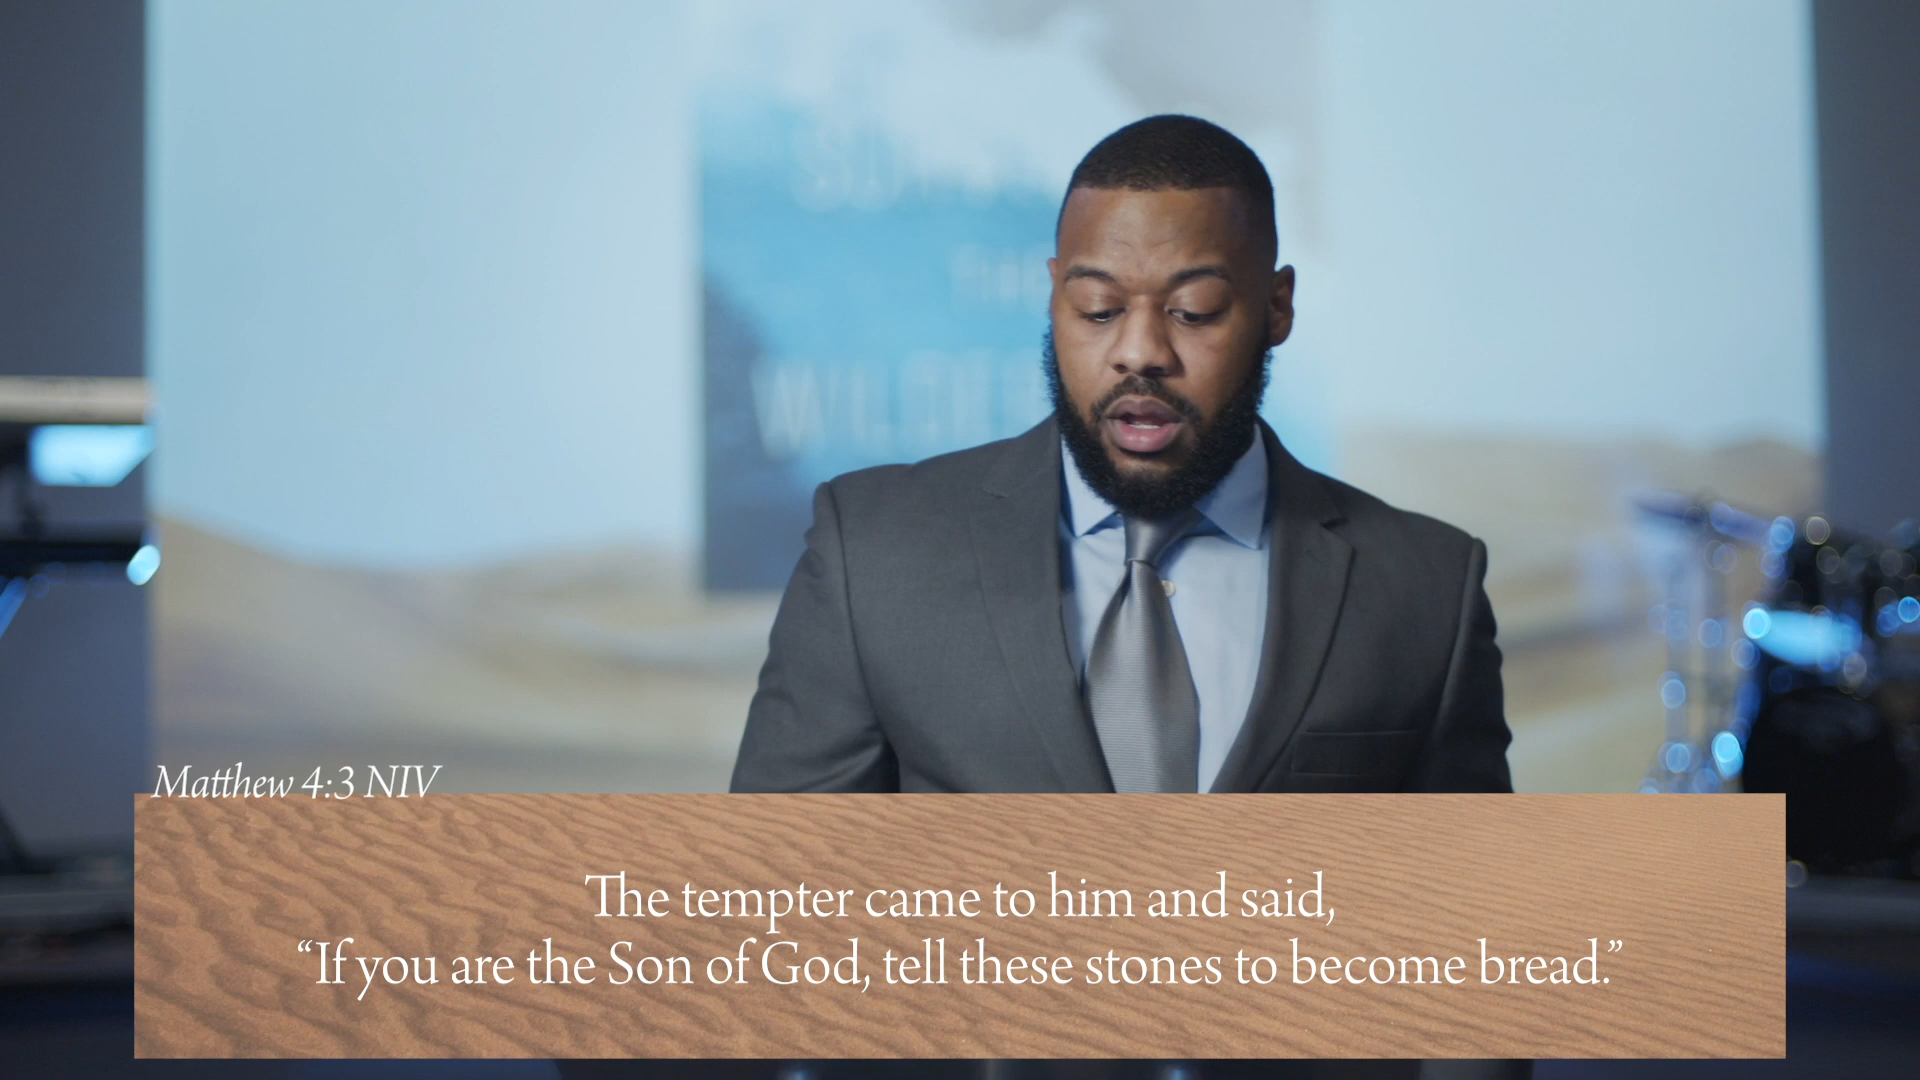 THE
Matthew 4:3 NIV
The tempter came to him and said,
“If you are the Son of God, tell these stones to become bread.”